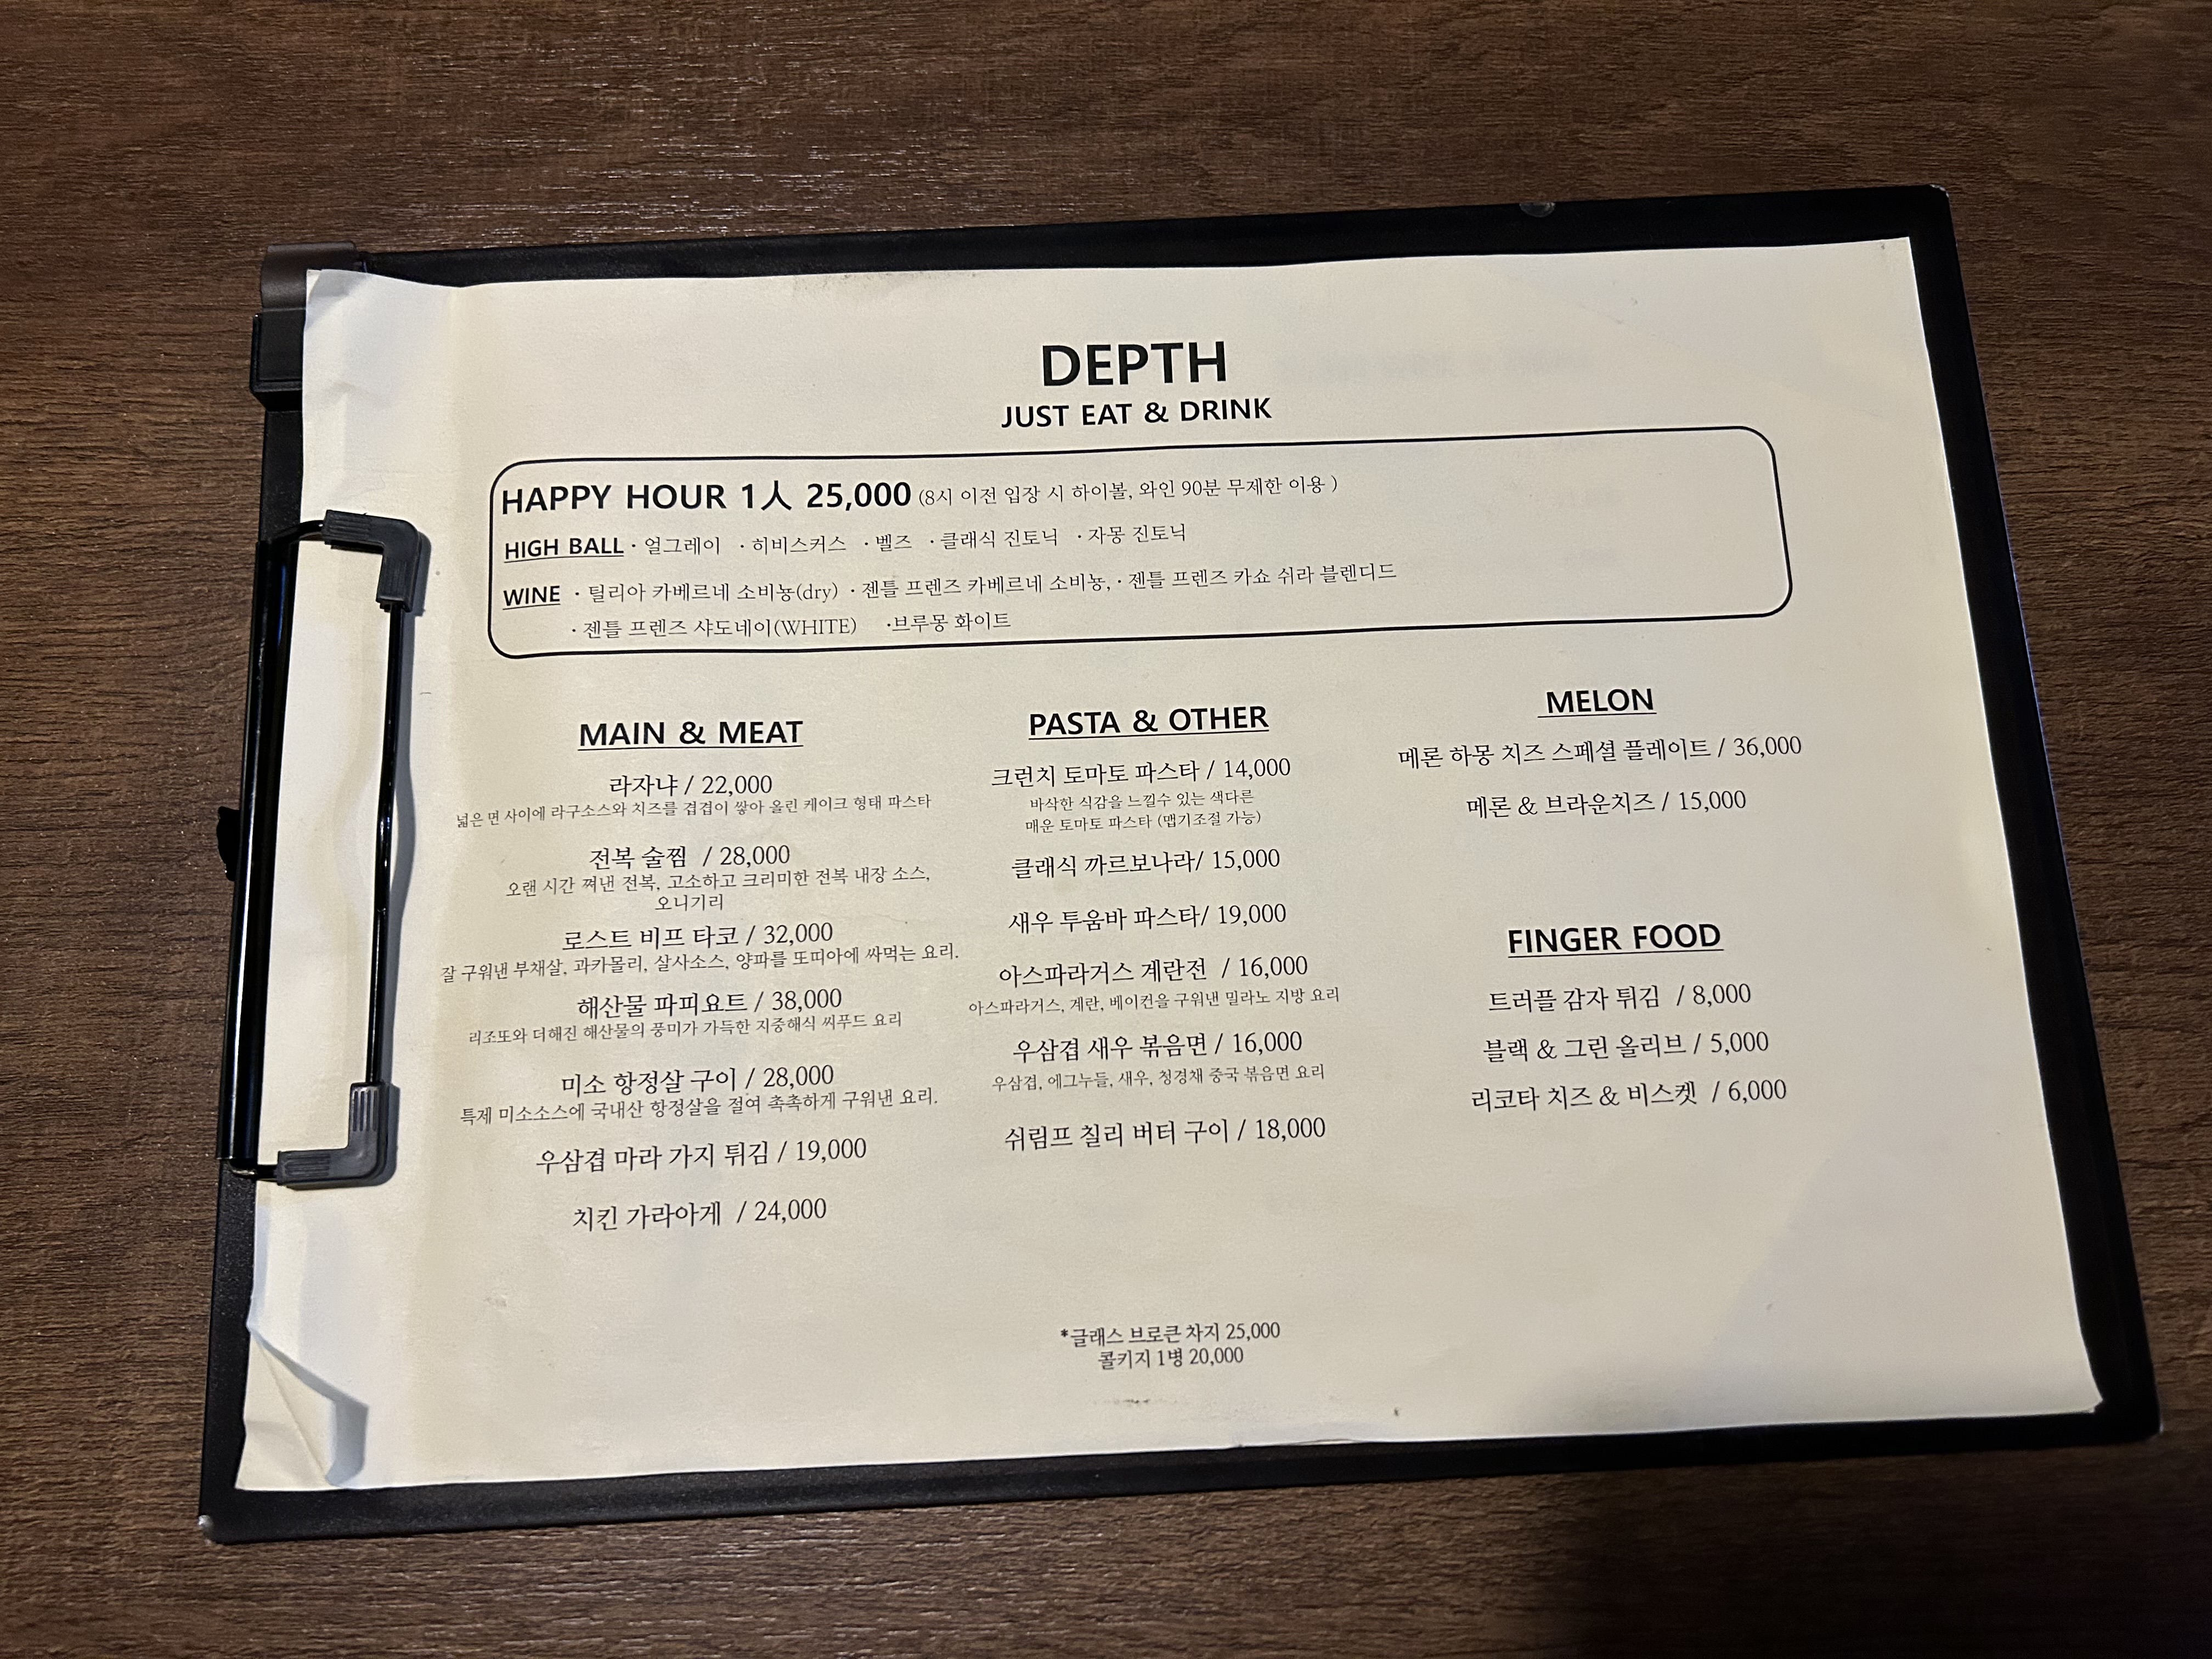 DEPTH
JUST EAT & DRINK
HAPPY HOUR 1人 25,000 (8시 이전 입장 시 하이볼, 와인 90분 무제한 이용 )
HIGH BALL · 얼그레이 · 히비스커스 · 벨즈 · 클래식 진토닉 · 자몽 진토닉
WINE · 틸리아 카베르네 소비뇽(dry) · 젠틀 프렌즈 카베르네 소비뇽, · 젠틀 프렌즈 카쇼 쉬라 블렌디드
· 젠틀 프렌즈 샤도네이(WHITE) ·브루몽 화이트
MAIN & MEAT
라자냐 / 22,000
넓은 면 사이에 라구소스와 치즈를 겹겹이 쌓아 올린 케이크 형태 파스타
전복 술찜 / 28,000
오랜 시간 쪄낸 전복, 고소하고 크리미한 전복 내장 소스,
오니기리
로스트 비프 타코 / 32,000
잘 구워낸 부채살, 과카몰리, 살사소스, 양파를 또띠아에 싸먹는 요리.
해산물 파피요트 / 38,000
리조또와 더해진 해산물의 풍미가 가득한 지중해식 씨푸드 요리
미소 항정살 구이 / 28,000
특제 미소소스에 국내산 항정살을 절여 촉촉하게 구워낸 요리.
우삼겹 마라 가지 튀김 / 19,000
치킨 가라아게 / 24,000
PASTA & OTHER
크런치 토마토 파스타 / 14,000
바삭한 식감을 느낄수 있는 색다른
매운 토마토 파스타 (맵기조절 가능)
클래식 까르보나라/ 15,000
새우 투움바 파스타/ 19,000
아스파라거스 계란전 / 16,000
아스파라거스, 계란, 베이컨을 구워낸 밀라노 지방 요리
우삼겹 새우 볶음면 / 16,000
우삼겹, 에그누들, 새우, 청경채 중국 볶음면 요리
쉬림프 칠리 버터 구이 / 18,000
MELON
메론 하몽 치즈 스페셜 플레이트 / 36,000
메론 & 브라운치즈 / 15,000
FINGER FOOD
트러플 감자 튀김 / 8,000
블랙 & 그린 올리브 / 5,000
리코타 치즈 & 비스켓 / 6,000
*글래스 브로큰 차지 25,000
콜키지 1병 20,000